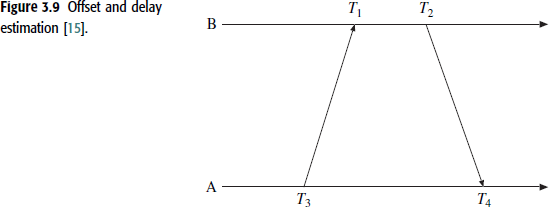 Figure 3.9 Offset and delay
estimation [15].
T1 T2
B
A
T3 T4